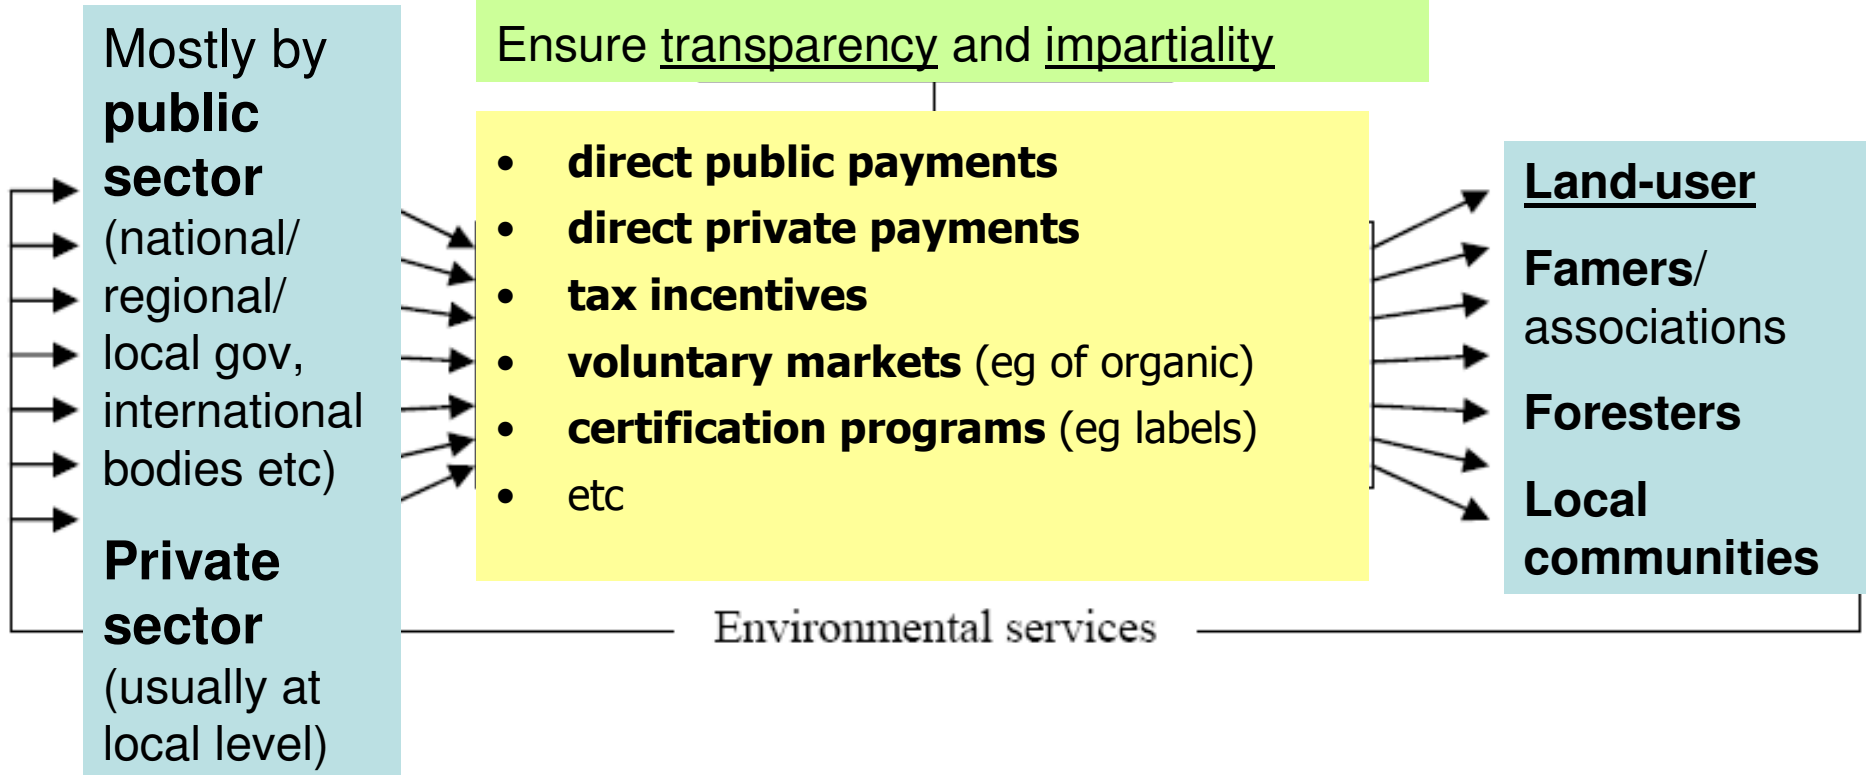 Mostly by
public
sector
(national/
regional/
local gov,
international
bodies etc)
Private
sector
(usually at
local level)
Ensure transparency and impartiality
• direct public payments
• direct private payments
• tax incentives
• voluntary markets (eg of organic)
• certification programs (eg labels)
• etc
Land-user
Famers/
associations
Foresters
Local
communities
Environmental services